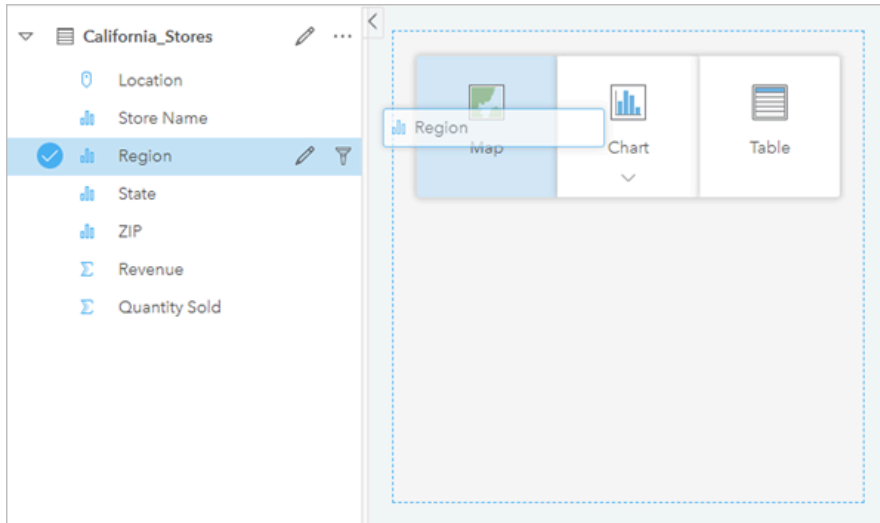 California_Stores
Location
Store Name
Region
State
ZIP
Revenue
Quantity Sold
Region
Map
Chart
Table